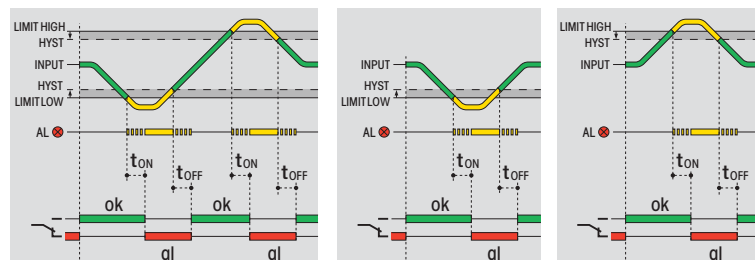 LIMIT HIGH
HYST
INPUT
HYST
LIMIT LOW
AL
tON
tOFF
tON
tOFF
ok
ok
al
al
INPUT
HYST
LIMIT LOW
AL
tON
tOFF
ok
al
LIMIT HIGH
HYST
INPUT
AL
tON
tOFF
ok
al